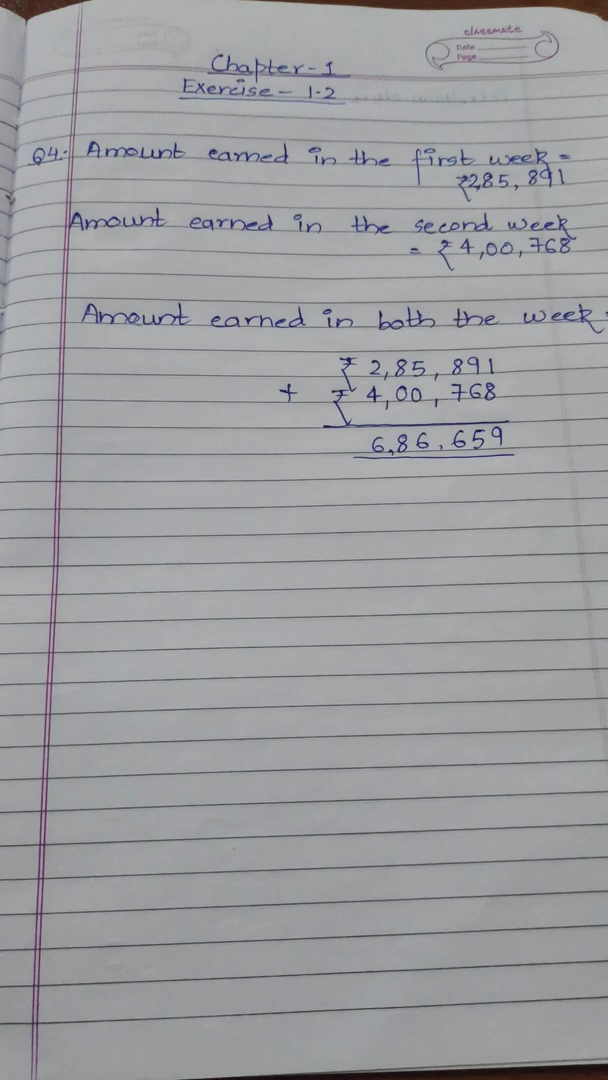 classmate
Date
Page
Chapter-1
Exercise - 1.2
Q4. Amount earned in the first week =
₹285,891
Amount earned in the second week
= ₹4,00,768
Amount earned in both the week =
₹ 2,85,891
+ ₹ 4,00,768
6,86,659